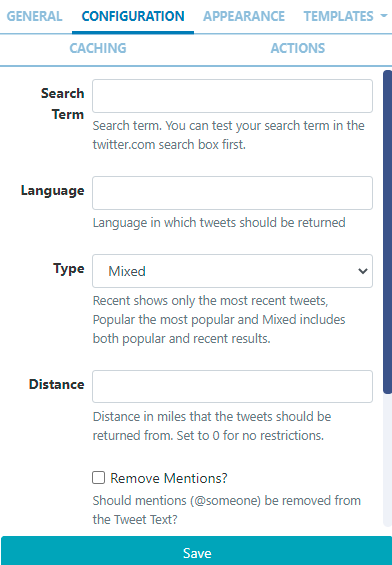 GENERAL CONFIGURATION APPEARANCE TEMPLATES
CACHING ACTIONS
Search
Term
Search term. You can test your search term in the
twitter.com search box first.
Language
Language in which tweets should be returned
Type
Mixed
Recent shows only the most recent tweets,
Popular the most popular and Mixed includes
both popular and recent results.
Distance
Distance in miles that the tweets should be
returned from. Set to 0 for no restrictions.
Remove Mentions?
Should mentions (@someone) be removed from
the Tweet Text?
Save